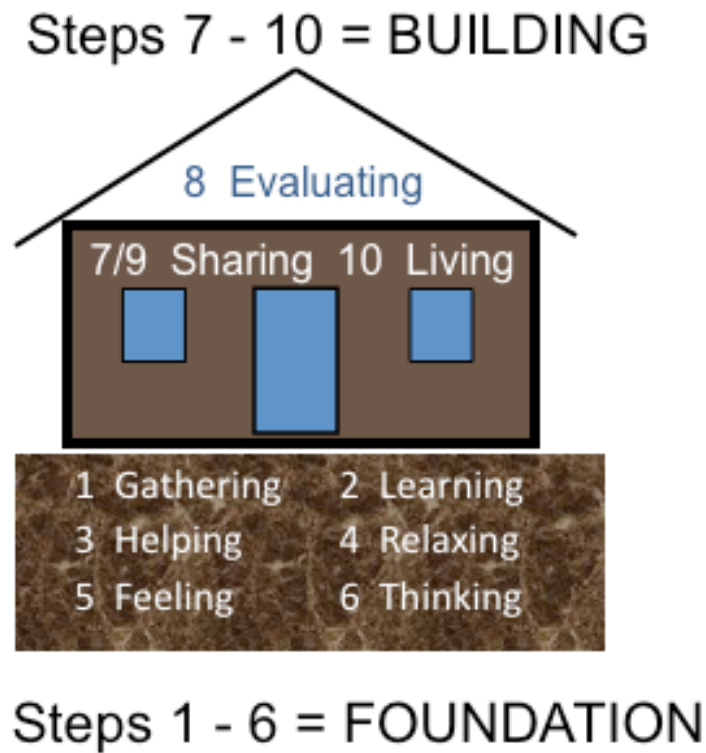 Steps 7 - 10 = BUILDING
8 Evaluating
7/9 Sharing 10 Living
1 Gathering 2 Learning
3 Helping 4 Relaxing
5 Feeling 6 Thinking
Steps 1 - 6 = FOUNDATION